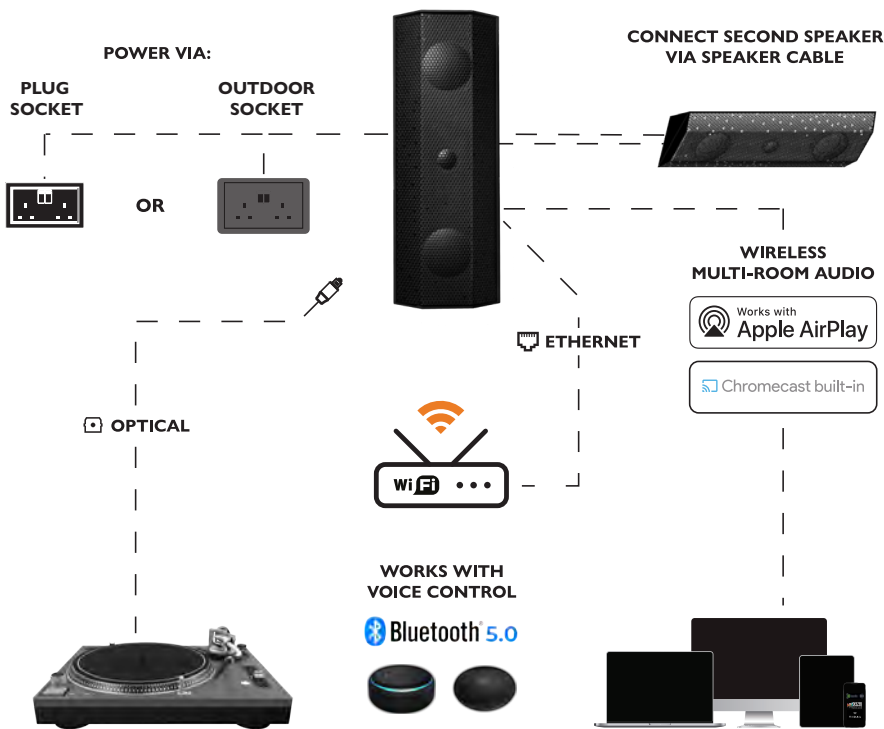 POWER VIA:
PLUG
SOCKET
OUTDOOR
SOCKET
OR
CONNECT SECOND SPEAKER
VIA SPEAKER CABLE
WIRELESS
MULTI-ROOM AUDIO
Works with
Apple AirPlay
Chromecast built-in
ETHERNET
OPTICAL
Wi Fi
WORKS WITH
VOICE CONTROL
Bluetooth® 5.0